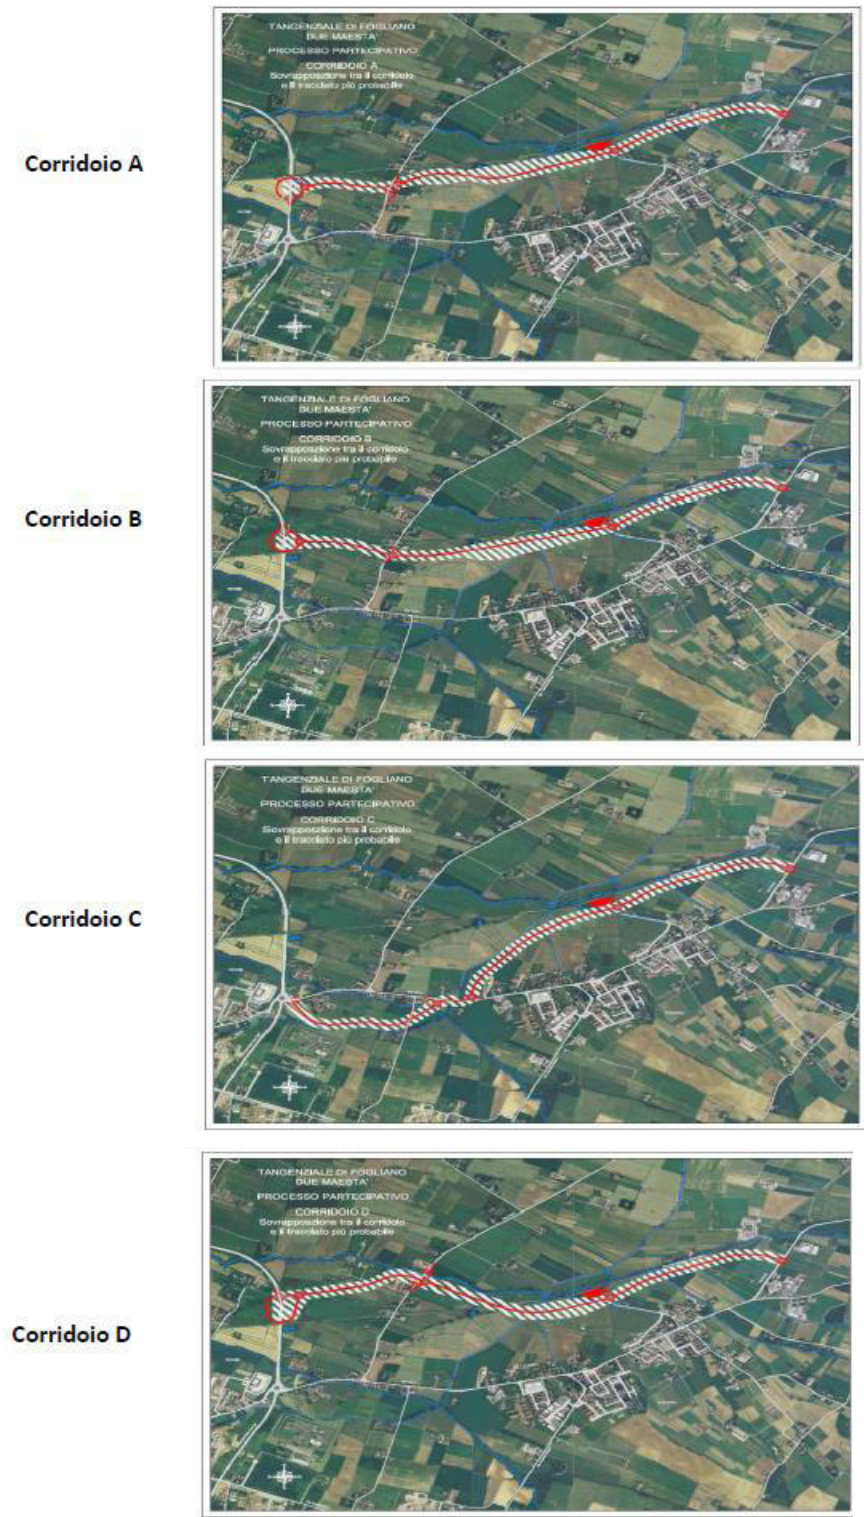 Corridoio A
TANGENZIALE DI FOGLIANO
DUE MAESTA'
PROCESSO PARTECIPATIVO
CORRIDOIO A
Sovrapposizione tra il corridoio
e il tracciato più probabile
Corridoio B
TANGENZIALE DI FOGLIANO
DUE MAESTA'
PROCESSO PARTECIPATIVO
CORRIDOIO B
Sovrapposizione tra il corridoio
e il tracciato più probabile
Corridoio C
TANGENZIALE DI FOGLIANO
DUE MAESTA'
PROCESSO PARTECIPATIVO
CORRIDOIO C
Sovrapposizione tra il corridoio
e il tracciato più probabile
Corridoio D
TANGENZIALE DI FOGLIANO
DUE MAESTA'
PROCESSO PARTECIPATIVO
CORRIDOIO D
Sovrapposizione tra il corridoio
e il tracciato più probabile